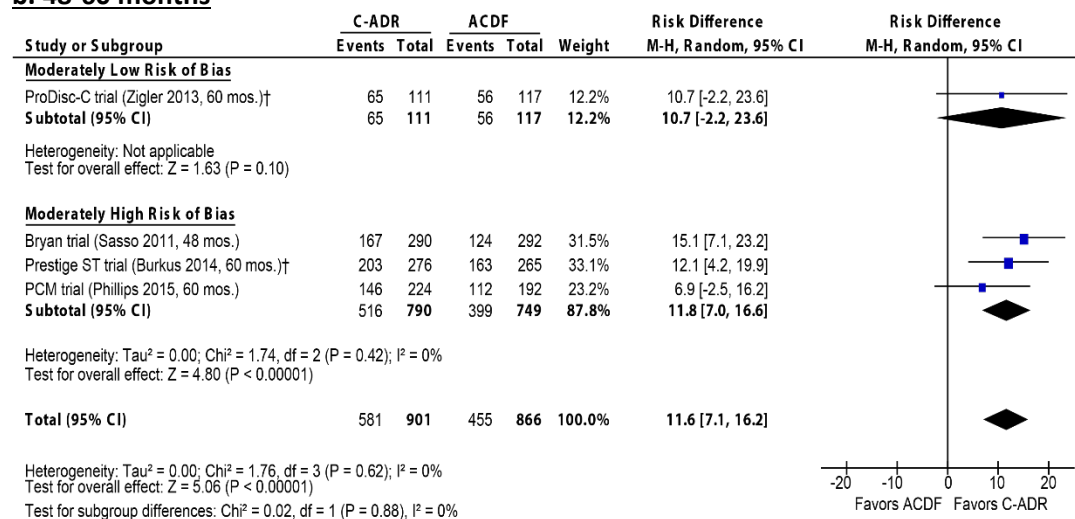 b. 48-60 months
C-ADR ACDF Risk Difference Risk Difference
Study or Subgroup Events Total Events Total Weight M-H, Random, 95% CI M-H, Random, 95% CI
Moderately Low Risk of Bias
ProDisc-C trial (Zigler 2013, 60 mos.)† 65 111 56 117 12.2% 10.7 [-2.2, 23.6]
Subtotal (95% CI) 65 111 56 117 12.2% 10.7 [-2.2, 23.6]
Heterogeneity: Not applicable
Test for overall effect: Z = 1.63 (P = 0.10)
Moderately High Risk of Bias
Bryan trial (Sasso 2011, 48 mos.) 167 290 124 292 31.5% 15.1 [7.1, 23.2]
Prestige ST trial (Burkus 2014, 60 mos.)† 203 276 163 265 33.1% 12.1 [4.2, 19.9]
PCM trial (Phillips 2015, 60 mos.) 146 224 112 192 23.2% 6.9 [-2.5, 16.2]
Subtotal (95% CI) 516 790 399 749 87.8% 11.8 [7.0, 16.6]
Heterogeneity: Tau² = 0.00; Chi² = 1.74, df = 2 (P = 0.42); I² = 0%
Test for overall effect: Z = 4.80 (P < 0.00001)
Total (95% CI) 581 901 455 866 100.0% 11.6 [7.1, 16.2]
Heterogeneity: Tau² = 0.00; Chi² = 1.76, df = 3 (P = 0.62); I² = 0%
Test for overall effect: Z = 5.06 (P < 0.00001)
Test for subgroup differences: Chi² = 0.02, df = 1 (P = 0.88), I² = 0%
-20 -10 0 10 20
Favors ACDF Favors C-ADR